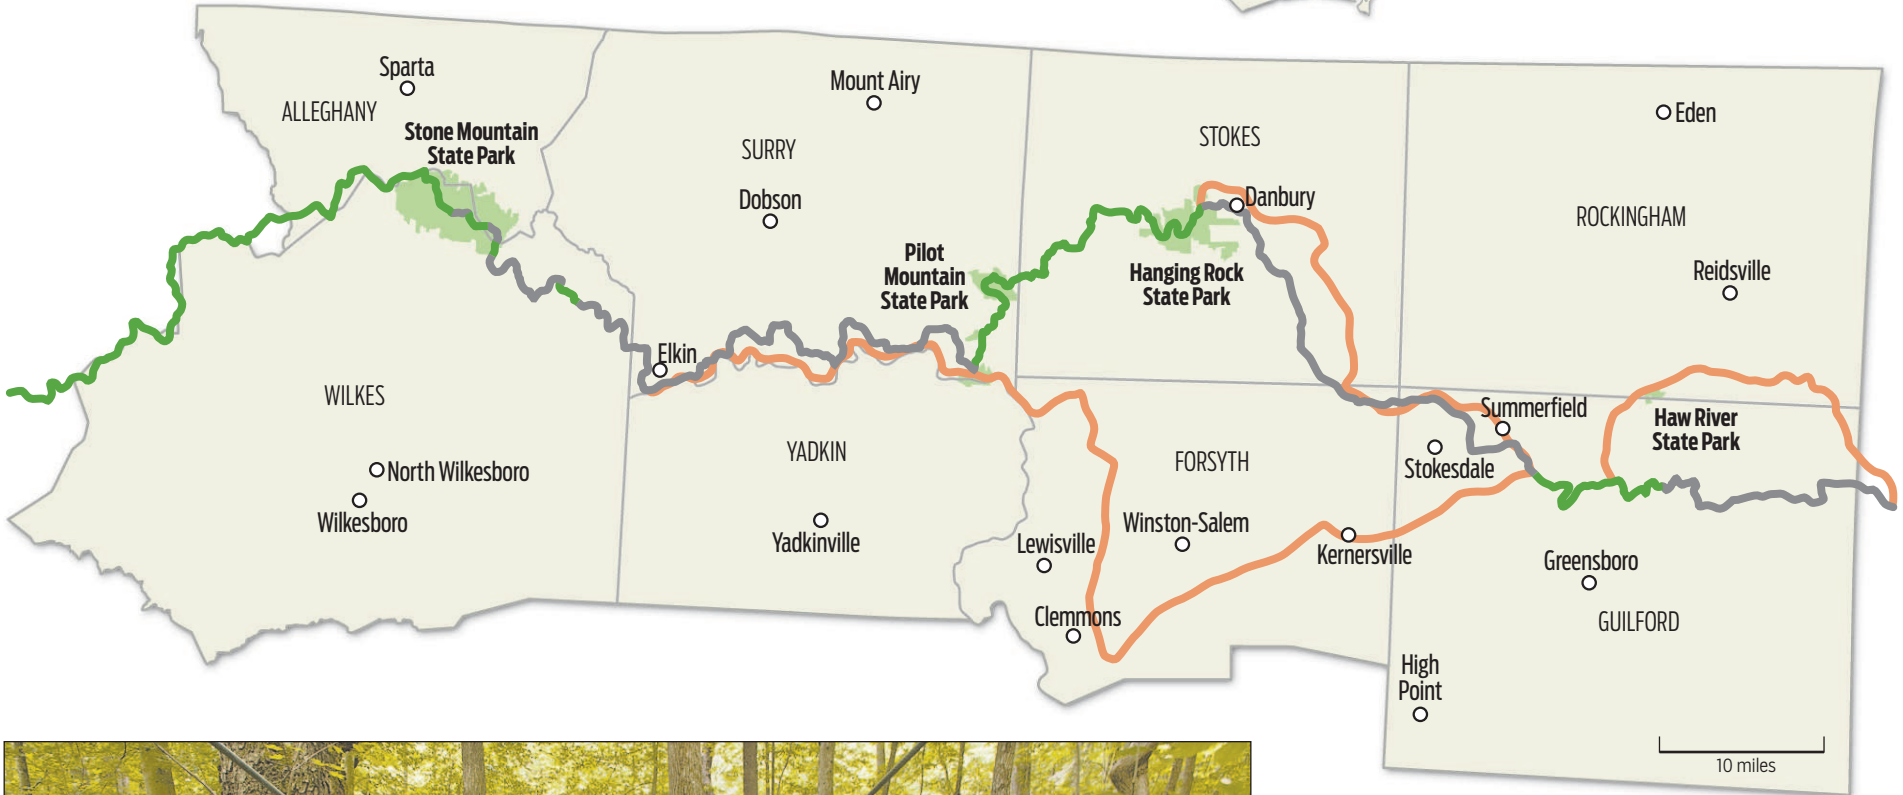 Sparta
ALLEGHANY
Stone Mountain
State Park
Mount Airy
SURRY
Dobson
STOKES
Eden
Danbury
ROCKINGHAM
Pilot
Mountain
State Park
Hanging Rock
State Park
Reidsville
Elkin
WILKES
Summerfield
Haw River
State Park
North Wilkesboro
Wilkesboro
YADKIN
Yadkinville
FORSYTH
Stokesdale
Winston-Salem
Lewisville
Kernersville
Greensboro
Clemmons
GUILFORD
High
Point
10 miles